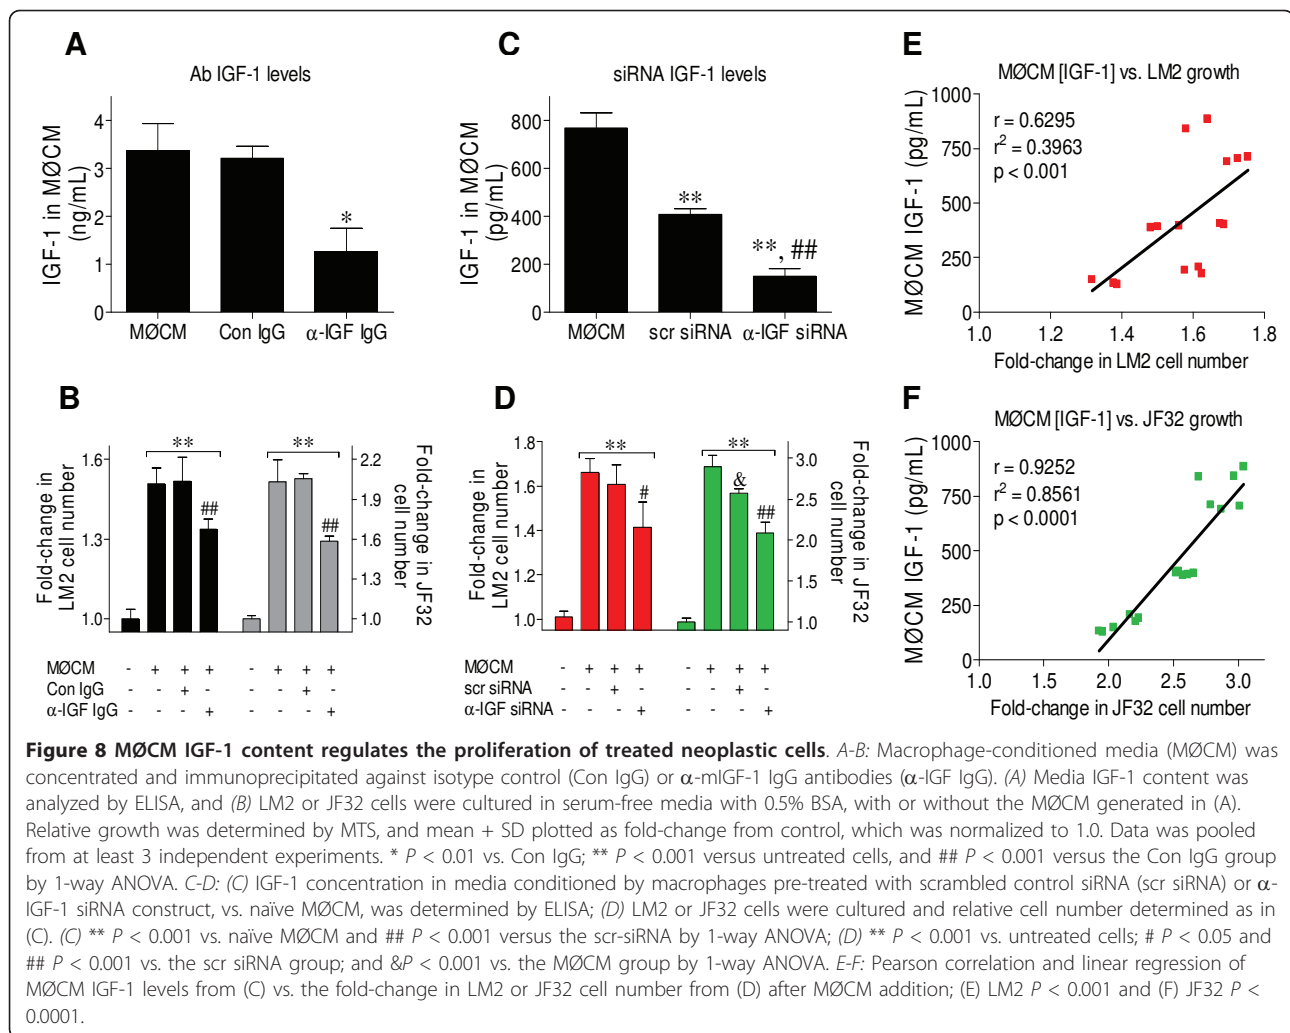 A
Ab IGF-1 levels
IGF-1 in MØCM
(ng/mL)
4
3
2
1
0
*
MØCM Con IgG α-IGF IgG
C
siRNA IGF-1 levels
IGF-1 in MØCM
(pg/mL)
800
600
400
200
0
**
**, ##
MØCM scr siRNA α-IGF siRNA
E
MØCM [IGF-1] vs. LM2 growth
MØCM IGF-1 (pg/mL)
1000
750
500
250
0
r = 0.6295
r² = 0.3963
p < 0.001
1.0 1.2 1.4 1.6 1.8
Fold-change in LM2 cell number
B
Fold-change in
LM2 cell number
1.6
1.3
1.0
**
##
**
##
2.2
1.9
1.6
1.3
1.0
Fold-change in JF32
cell number
MØCM - + + + - + + +
Con IgG - - + - - - + -
α-IGF IgG - - - + - - - +
D
Fold-change in
LM2 cell number
1.8
1.6
1.4
1.2
1.0
**
#
**
&
##
3.0
2.5
2.0
1.5
1.0
Fold-change in JF32
cell number
MØCM - + + + - + + +
scr siRNA - - + - - - + -
α-IGF siRNA - - - + - - - +
F
MØCM [IGF-1] vs. JF32 growth
MØCM IGF-1 (pg/mL)
1000
750
500
250
0
r = 0.9252
r² = 0.8561
p < 0.0001
1.0 2.0 3.0
Fold-change in JF32 cell number
Figure 8 MØCM IGF-1 content regulates the proliferation of treated neoplastic cells. A-B: Macrophage-conditioned media (MØCM) was
concentrated and immunoprecipitated against isotype control (Con IgG) or α-mIGF-1 IgG antibodies (α-IGF IgG). (A) Media IGF-1 content was
analyzed by ELISA, and (B) LM2 or JF32 cells were cultured in serum-free media with 0.5% BSA, with or without the MØCM generated in (A).
Relative growth was determined by MTS, and mean + SD plotted as fold-change from control, which was normalized to 1.0. Data was pooled
from at least 3 independent experiments. * P < 0.01 vs. Con IgG; ** P < 0.001 versus untreated cells, and ## P < 0.001 versus the Con IgG group
by 1-way ANOVA. C-D: (C) IGF-1 concentration in media conditioned by macrophages pre-treated with scrambled control siRNA (scr siRNA) or α-
IGF-1 siRNA construct, vs. naïve MØCM, was determined by ELISA; (D) LM2 or JF32 cells were cultured and relative cell number determined as in
(C). (C) ** P < 0.001 vs. naïve MØCM and ## P < 0.001 versus the scr-siRNA by 1-way ANOVA; (D) ** P < 0.001 vs. untreated cells; # P < 0.05 and
## P < 0.001 vs. the scr siRNA group; and &P < 0.001 vs. the MØCM group by 1-way ANOVA. E-F: Pearson correlation and linear regression of
MØCM IGF-1 levels from (C) vs. the fold-change in LM2 or JF32 cell number from (D) after MØCM addition; (E) LM2 P < 0.001 and (F) JF32 P <
0.0001.